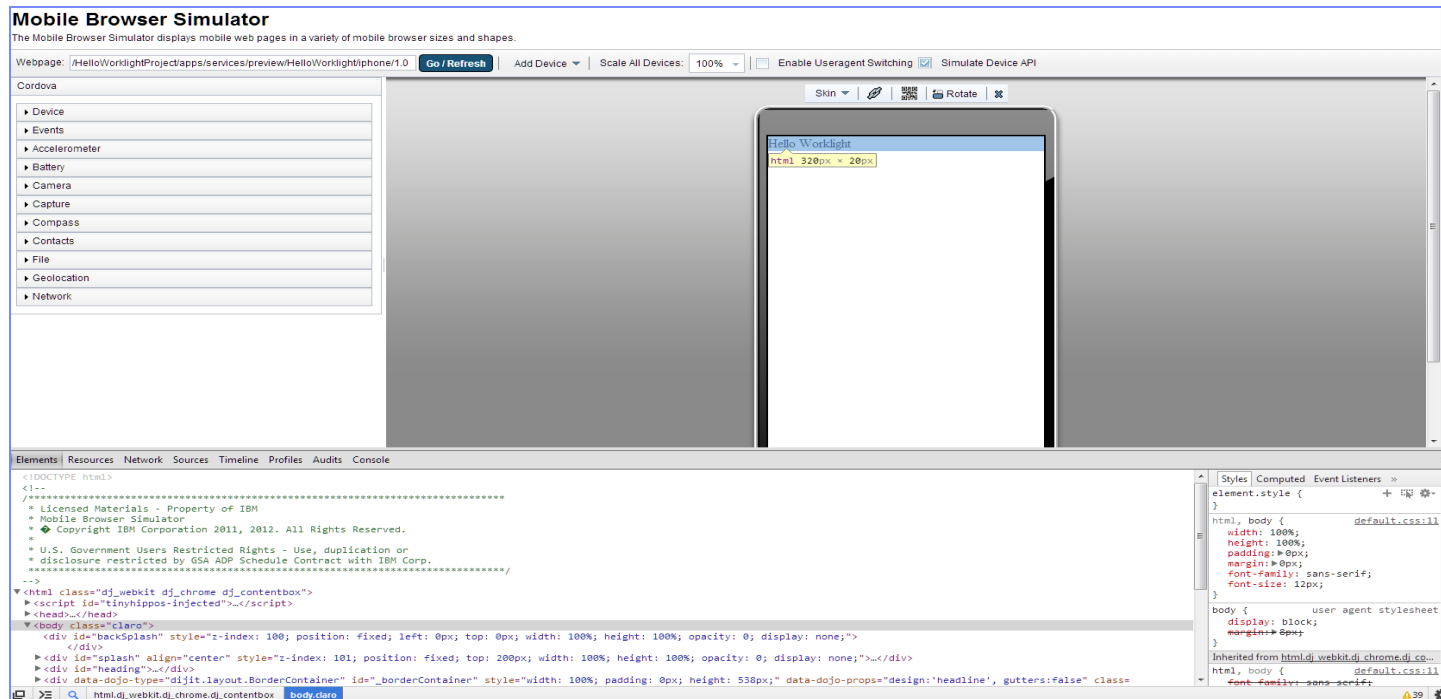 Mobile Browser Simulator
The Mobile Browser Simulator displays mobile web pages in a variety of mobile browser sizes and shapes.
Webpage: /HelloWorklightProject/apps/services/preview/HelloWorklight/iphone/1.0 Go / Refresh Add Device Scale All Devices: 100% Enable Useragent Switching Simulate Device API
Cordova
Device
Events
Accelerometer
Battery
Camera
Capture
Compass
Contacts
File
Geolocation
Network
Skin Rotate
Hello Worklight
html 320px × 20px
Elements Resources Network Sources Timeline Profiles Audits Console
<!DOCTYPE html>
<!--
/*******************************************************************************
* Licensed Materials - Property of IBM
* Mobile Browser Simulator
* � Copyright IBM Corporation 2011, 2012. All Rights Reserved.
*
* U.S. Government Users Restricted Rights - Use, duplication or
* disclosure restricted by GSA ADP Schedule Contract with IBM Corp.
*******************************************************************************/
-->
▼<html class="dj_webkit dj_chrome dj_contentbox">
▶<script id="tinyhippos-injected">…</script>
▶<head>…</head>
▼<body class="claro">
<div id="backSplash" style="z-index: 100; position: fixed; left: 0px; top: 0px; width: 100%; height: 100%; opacity: 0; display: none;">
</div>
▶<div id="splash" align="center" style="z-index: 101; position: fixed; top: 200px; width: 100%; height: 100%; opacity: 0; display: none;">…</div>
▶<div id="heading">…</div>
▶<div data-dojo-type="dijit.layout.BorderContainer" id="_borderContainer" style="width: 100%; padding: 0px; height: 538px;" data-dojo-props="design:'headline', gutters:false" class=
html.dj_webkit.dj_chrome.dj_contentbox body.claro
Styles Computed Event Listeners »
element.style {
}
html, body { default.css:11
width: 100%;
height: 100%;
padding:▶0px;
margin:▶0px;
font-family: sans-serif;
font-size: 12px;
}
body { user agent stylesheet
display: block;
margin:▶8px;
}
Inherited from html.dj_webkit.dj_chrome.dj_co…
html, body { default.css:11
font-family: sans-serif;
39